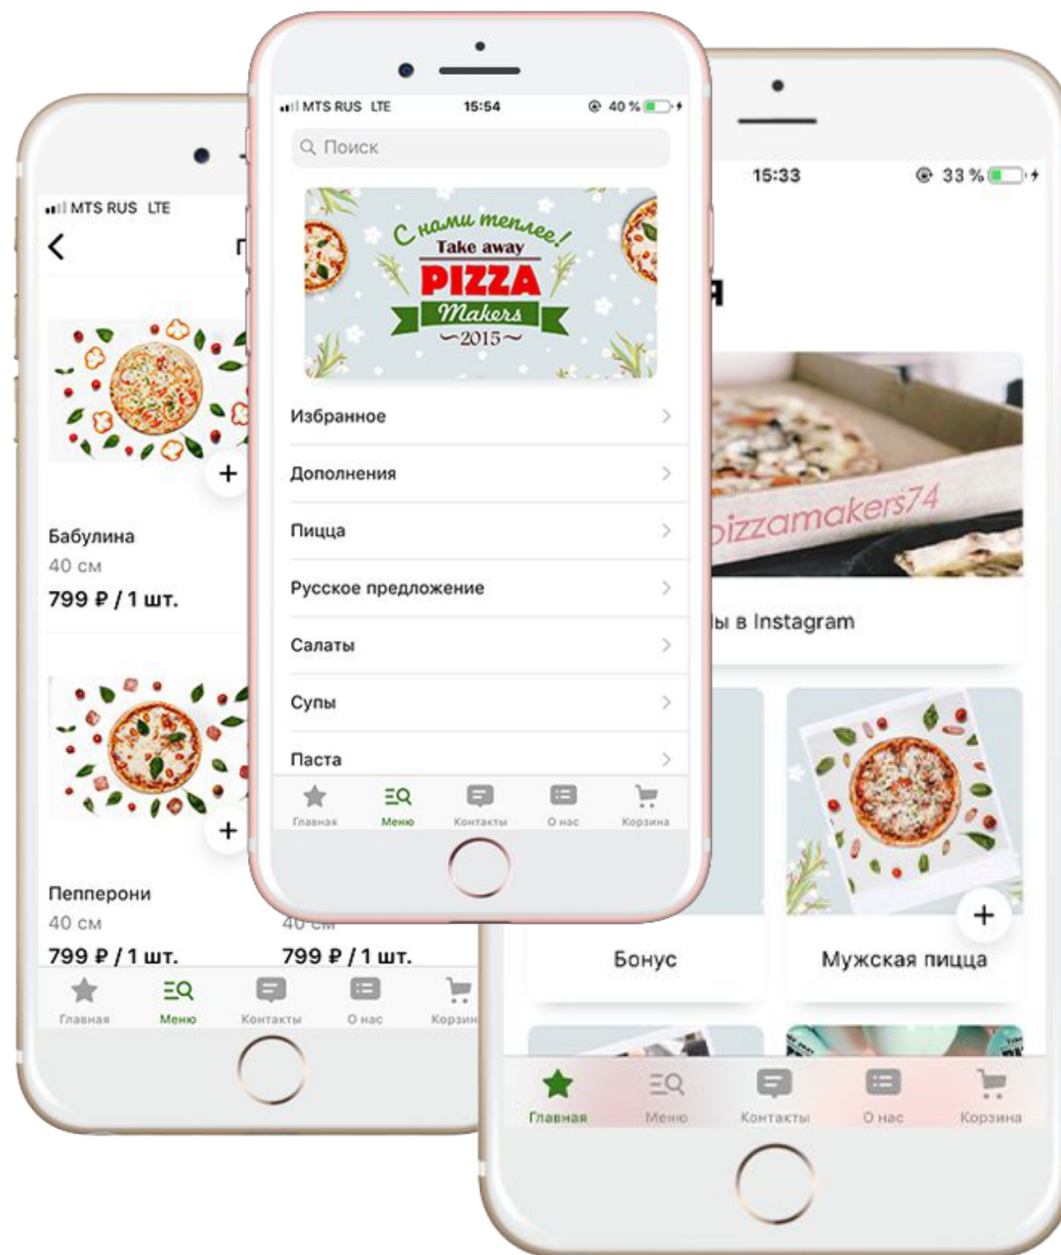 MTS RUS LTE
Бабулина
40 см
799 ₽ / 1 шт.
Пепперони
40 см
799 ₽ / 1 шт.
40 см
799 ₽ / 1 шт.
Главная
Меню
Контакты
О нас
MTS RUS LTE 15:54 40 %
Поиск
С нами теплее!
Take away
PIZZA
Makers
~2015~
Избранное
Дополнения
Пицца
Русское предложение
Салаты
Супы
Паста
Главная
Меню
Контакты
О нас
Корзина
15:33 33 %
pizzamakers74
в Instagram
Бонус
Мужская пицца
Главная
Меню
Контакты
О нас
Корзина